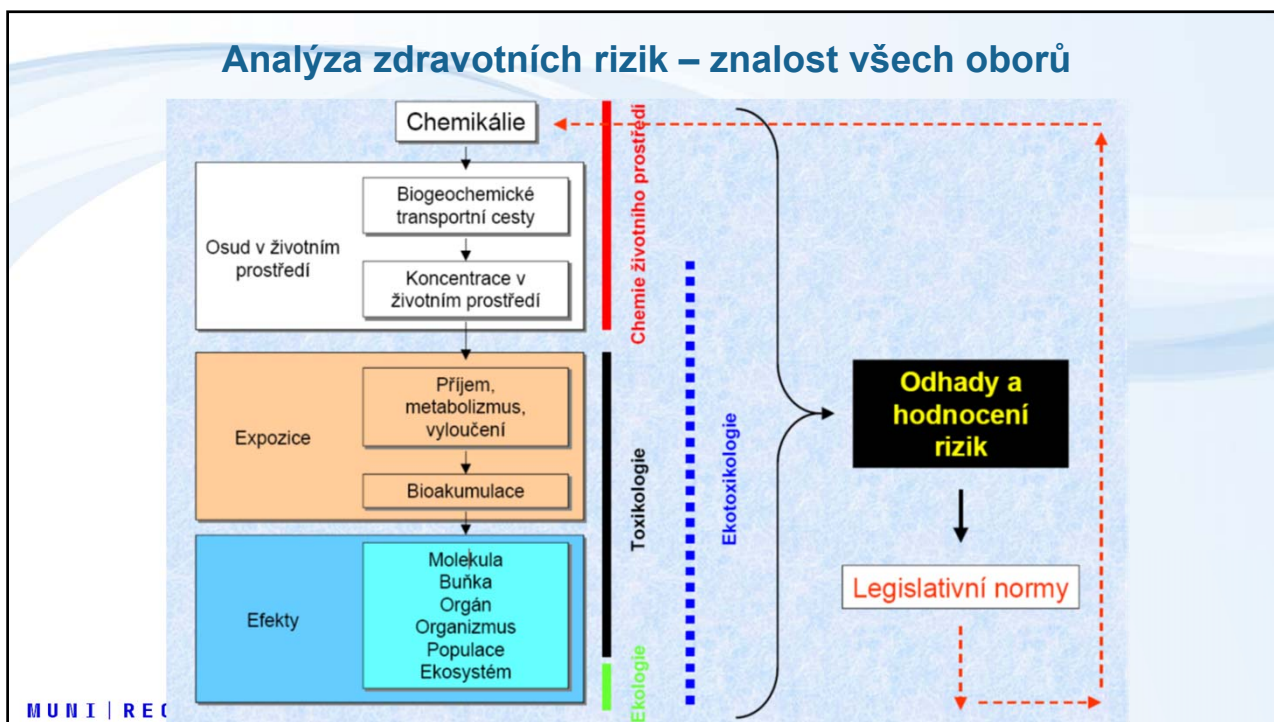 Analýza zdravotních rizik – znalost všech oborů
Chemikálie
Osud v životním
prostředí
Biogeochemické
transportní cesty
Koncentrace v
životním prostředí
Expozice
Příjem,
metabolizmus,
vyloučení
Bioakumulace
Efekty
Molekula
Buňka
Orgán
Organizmus
Populace
Ekosystém
Chemie životního prostředí
Toxikologie
Ekologie
Ekotoxikologie
Odhady a
hodnocení
rizik
Legislativní normy
MUNI | REC